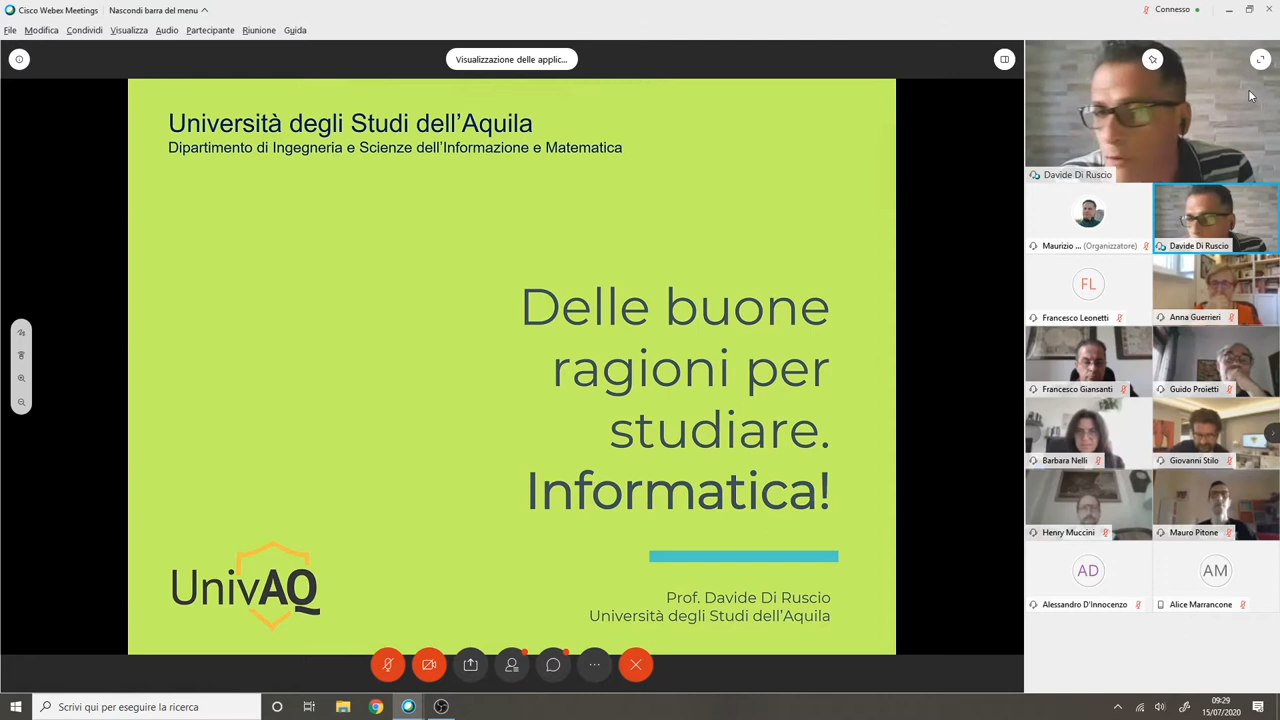 Cisco Webex Meetings
Nascondi barra del menu
Connesso
File
Modifica
Condividi
Visualizza
Audio
Partecipante
Riunione
Guida
Visualizzazione delle applic...
Università degli Studi dell'Aquila
Dipartimento di Ingegneria e Scienze dell'Informazione e Matematica
Delle buone
ragioni per
studiare.
Informatica!
UnivAQ
Prof. Davide Di Ruscio
Università degli Studi dell'Aquila
Davide Di Ruscio
Maurizio ... (Organizzatore)
Davide Di Ruscio
FL
Francesco Leonetti
Anna Guerrieri
Francesco Giansanti
Guido Proietti
Barbara Nelli
Giovanni Stilo
Henry Muccini
Mauro Pitone
AD
Alessandro D'Innocenzo
AM
Alice Marrancone
Scrivi qui per eseguire la ricerca
09:29
15/07/2020